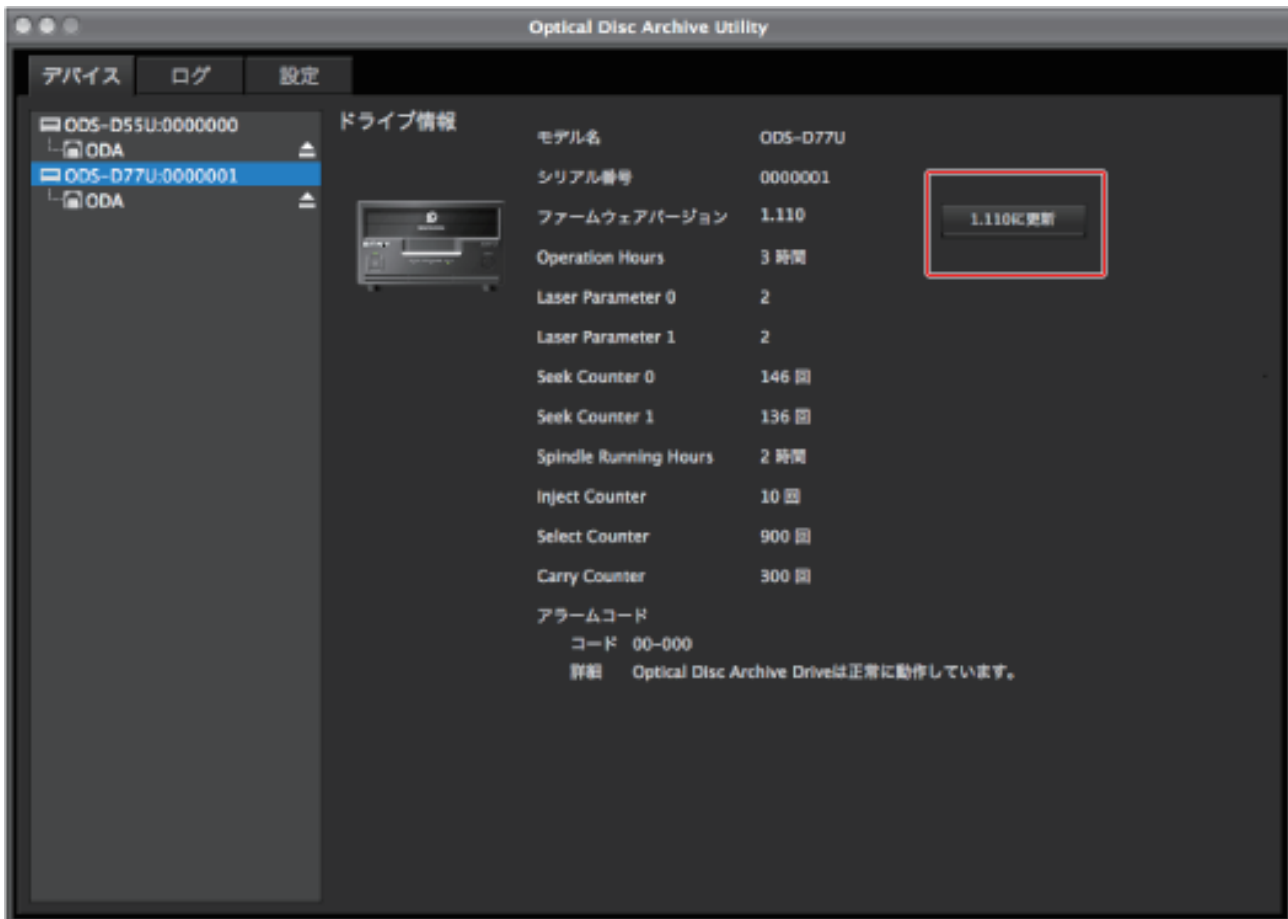 Optical Disc Archive Utility
デバイス ログ 設定
ODS-D55U:0000000
ODA
ODS-D77U:0000001
ODA
ドライブ情報
モデル名 ODS-D77U
シリアル番号 0000001
ファームウェアバージョン 1.110
1.110に更新
Operation Hours 3 時間
Laser Parameter 0 2
Laser Parameter 1 2
Seek Counter 0 146 回
Seek Counter 1 136 回
Spindle Running Hours 2 時間
Inject Counter 10 回
Select Counter 900 回
Carry Counter 300 回
アラームコード
コード 00-000
詳細 Optical Disc Archive Driveは正常に動作しています。